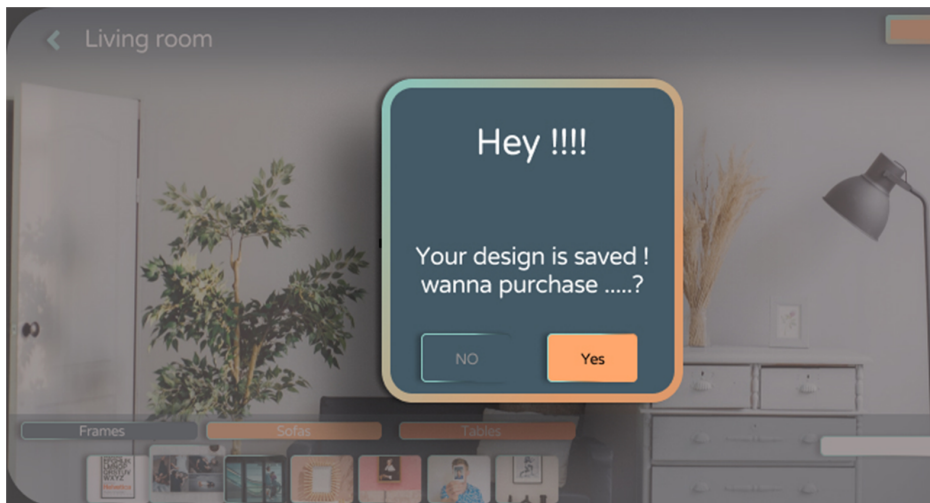 Living room
Hey !!!!
Your design is saved !
wanna purchase .....?
NO
Yes
Frames
Sofas
Tables